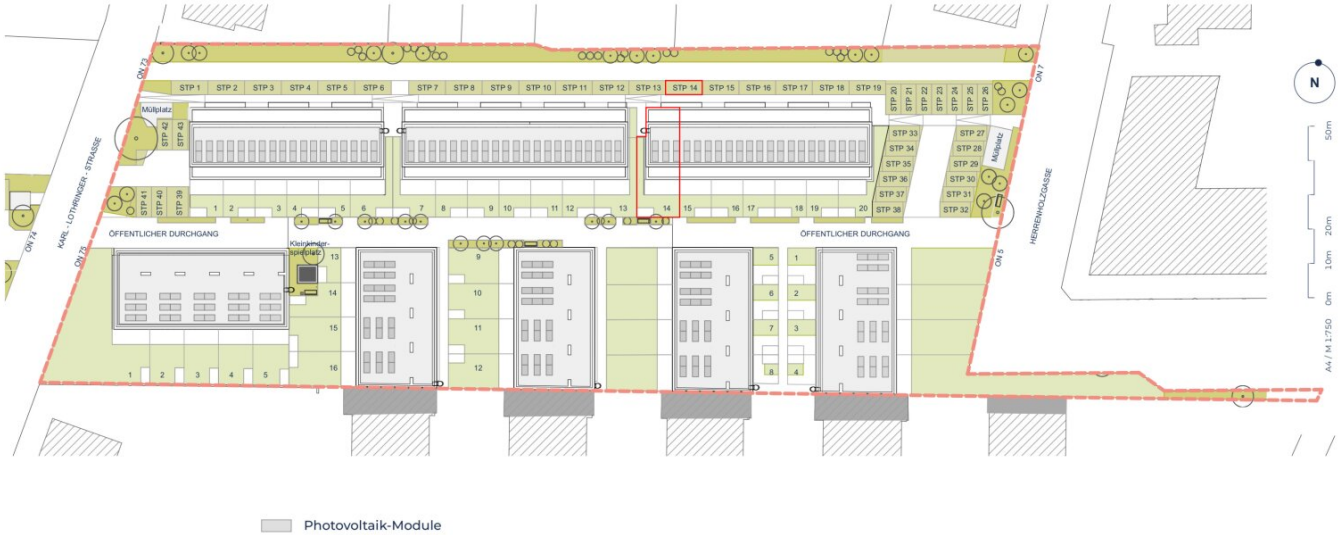 ON 73
ON 7
STP 1 STP 2 STP 3 STP 4 STP 5 STP 6 STP 7 STP 8 STP 9 STP 10 STP 11 STP 12 STP 13 STP 14 STP 15 STP 16 STP 17 STP 18 STP 19
STP 20
STP 21
STP 22
STP 23
STP 24
STP 25
STP 26
N
Müllplatz
STP 42
STP 43
STP 33
STP 34
STP 35
STP 36
STP 37
STP 38
STP 27
STP 28
STP 29
STP 30
STP 31
STP 32
Müllplatz
KARL - LOTHRINGER - STRASSE
HERRENHOLZGASSE
STP 41
STP 40
STP 39
1 2 3 4 5 6 7 8 9 10 11 12 13 14 15 16 17 18 19 20
ON 74
ON 75
ON 5
ÖFFENTLICHER DURCHGANG
ÖFFENTLICHER DURCHGANG
Kleinkinder-
spielplatz
13
14
15
16
9
10
11
12
5
6
7
8
1
2
3
4
1 2 3 4 5
50m
20m
10m
0m
A4 / M 1:750
Photovoltaik-Module